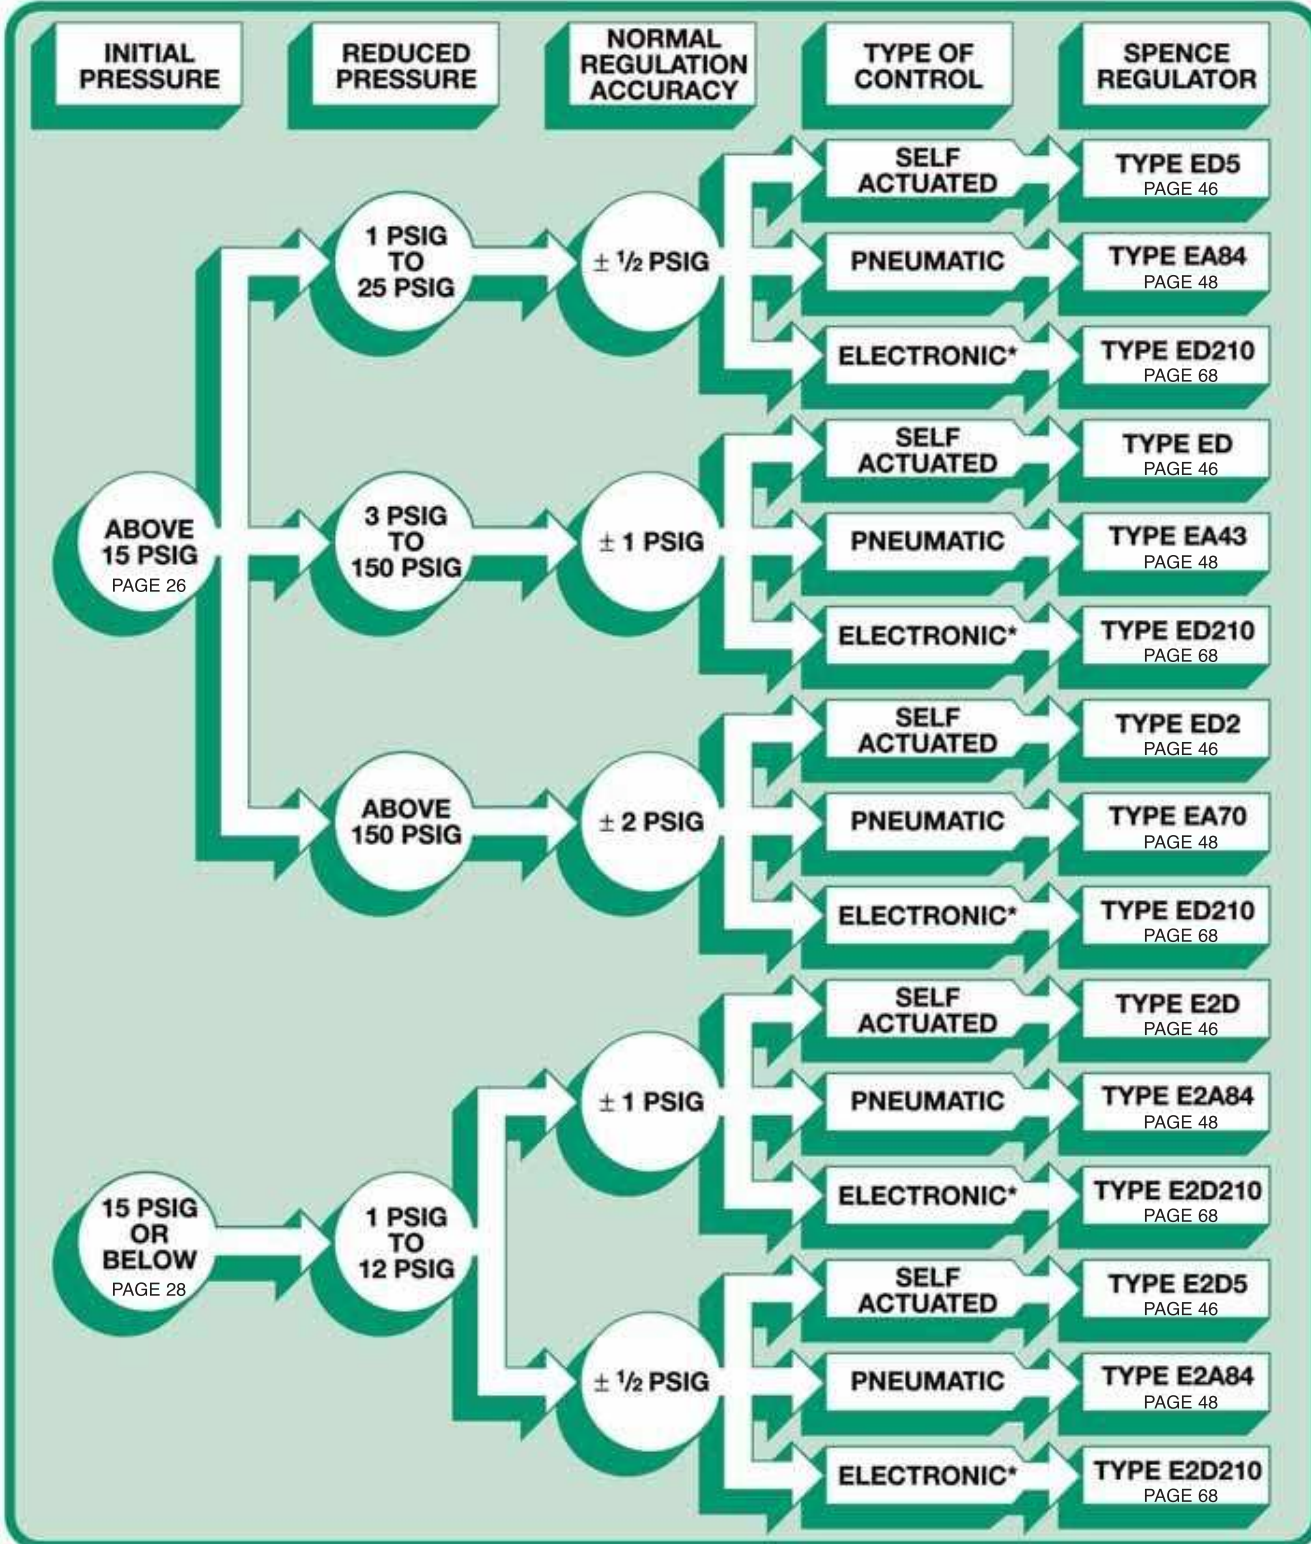 INITIAL
PRESSURE
REDUCED
PRESSURE
NORMAL
REGULATION
ACCURACY
TYPE OF
CONTROL
SPENCE
REGULATOR
ABOVE
15 PSIG
PAGE 26
1 PSIG
TO
25 PSIG
± 1/2 PSIG
SELF
ACTUATED
TYPE ED5
PAGE 46
PNEUMATIC
TYPE EA84
PAGE 48
ELECTRONIC*
TYPE ED210
PAGE 68
3 PSIG
TO
150 PSIG
± 1 PSIG
SELF
ACTUATED
TYPE ED
PAGE 46
PNEUMATIC
TYPE EA43
PAGE 48
ELECTRONIC*
TYPE ED210
PAGE 68
ABOVE
150 PSIG
± 2 PSIG
SELF
ACTUATED
TYPE ED2
PAGE 46
PNEUMATIC
TYPE EA70
PAGE 48
ELECTRONIC*
TYPE ED210
PAGE 68
15 PSIG
OR
BELOW
PAGE 28
1 PSIG
TO
12 PSIG
± 1 PSIG
SELF
ACTUATED
TYPE E2D
PAGE 46
PNEUMATIC
TYPE E2A84
PAGE 48
ELECTRONIC*
TYPE E2D210
PAGE 68
± 1/2 PSIG
SELF
ACTUATED
TYPE E2D5
PAGE 46
PNEUMATIC
TYPE E2A84
PAGE 48
ELECTRONIC*
TYPE E2D210
PAGE 68